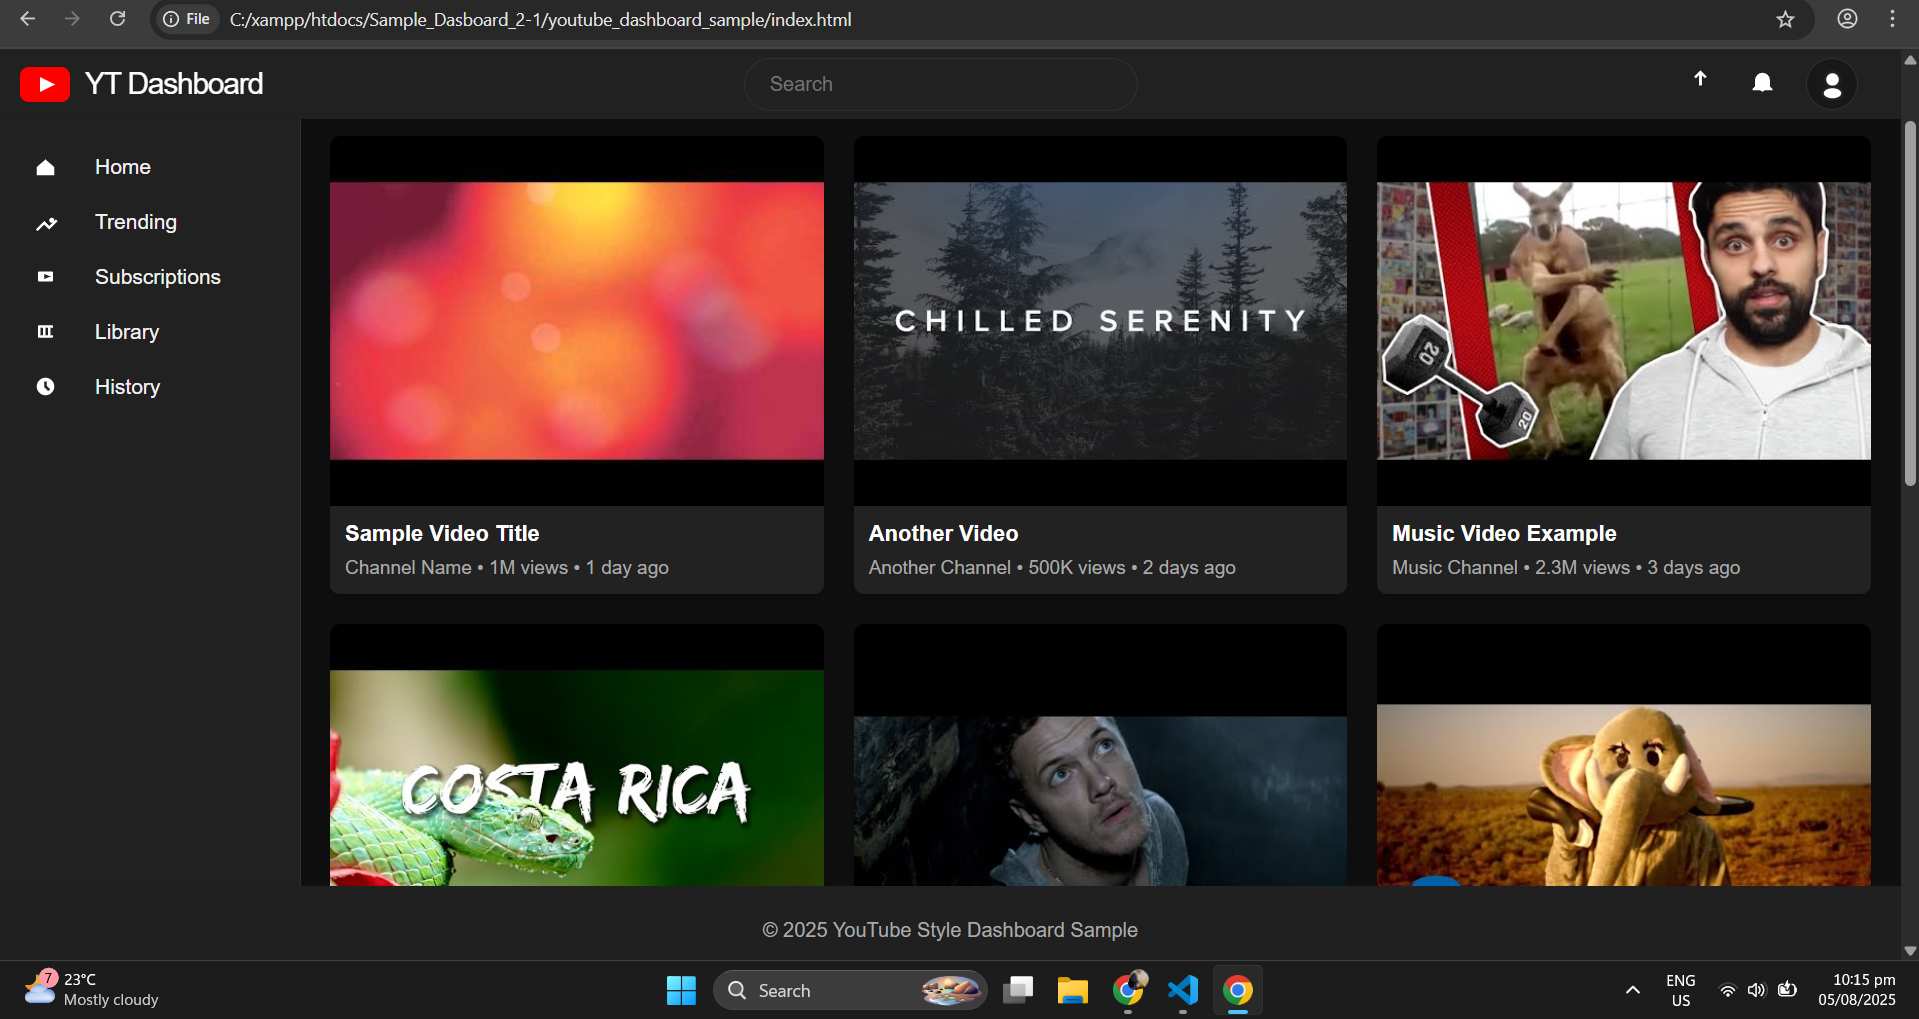 File
C:/xampp/htdocs/Sample_Dasboard_2-1/youtube_dashboard_sample/index.html
YT Dashboard
Search
Home
Trending
Subscriptions
Library
History
CHILLED SERENITY
20
20
Sample Video Title
Channel Name • 1M views • 1 day ago
Another Video
Another Channel • 500K views • 2 days ago
Music Video Example
Music Channel • 2.3M views • 3 days ago
COSTA RICA
© 2025 YouTube Style Dashboard Sample
7
23°C
Mostly cloudy
Search
ENG
US
10:15 pm
05/08/2025